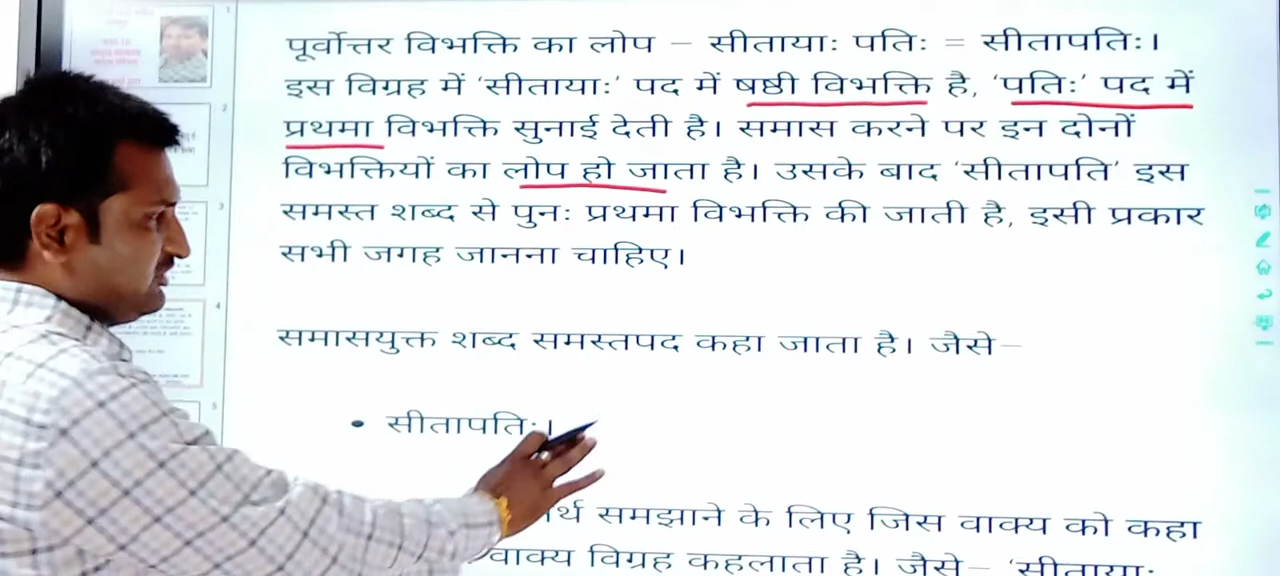 पूर्वोत्तर विभक्ति का लोप – सीतायाः पतिः = सीतापतिः।
इस विग्रह में ‘सीतायाः’ पद में षष्ठी विभक्ति है, ‘पतिः’ पद में
प्रथमा विभक्ति सुनाई देती है। समास करने पर इन दोनों
विभक्तियों का लोप हो जाता है। उसके बाद ‘सीतापति’ इस
समस्त शब्द से पुनः प्रथमा विभक्ति की जाती है, इसी प्रकार
सभी जगह जानना चाहिए।
समासयुक्त शब्द समस्तपद कहा जाता है। जैसे–
• सीतापतिः।
समझाने के लिए जिस वाक्य को कहा
वाक्य विग्रह कहलाता है। जैसे– ‘सीतायाः